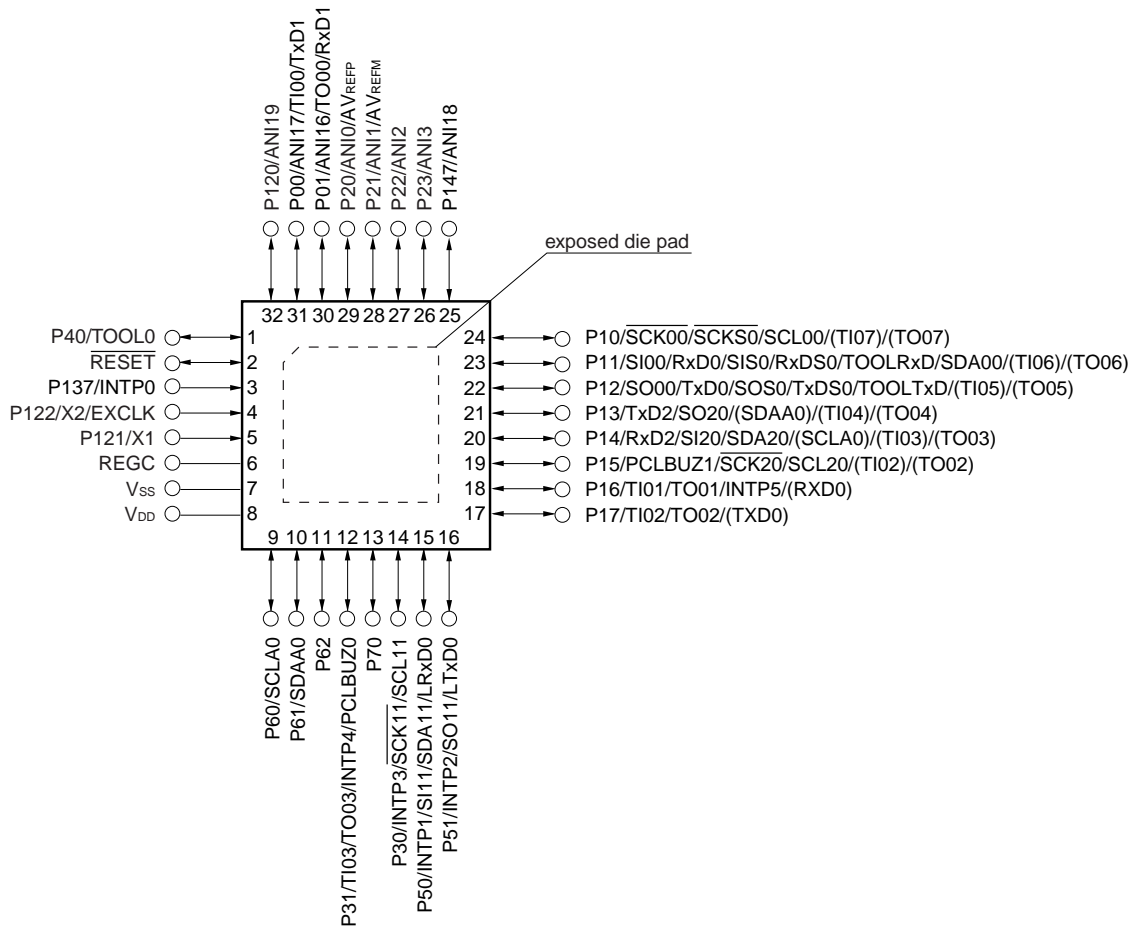 P120/ANI19
P00/ANI17/TI00/TxD1
P01/ANI16/TO00/RxD1
P20/ANI0/AVREFP
P21/ANI1/AVREFM
P22/ANI2
P23/ANI3
P147/ANI18
exposed die pad
32 31 30 29 28 27 26 25
P40/TOOL0 1
RESET 2
P137/INTP0 3
P122/X2/EXCLK 4
P121/X1 5
REGC 6
VSS 7
VDD 8
24 P10/SCK00/SCKS0/SCL00/(TI07)/(TO07)
23 P11/SI00/RxD0/SIS0/RxDS0/TOOLRxD/SDA00/(TI06)/(TO06)
22 P12/SO00/TxD0/SOS0/TxDS0/TOOLTxD/(TI05)/(TO05)
21 P13/TxD2/SO20/(SDAA0)/(TI04)/(TO04)
20 P14/RxD2/SI20/SDA20/(SCLA0)/(TI03)/(TO03)
19 P15/PCLBUZ1/SCK20/SCL20/(TI02)/(TO02)
18 P16/TI01/TO01/INTP5/(RXD0)
17 P17/TI02/TO02/(TXD0)
9 10 11 12 13 14 15 16
P60/SCLA0
P61/SDAA0
P62
P31/TI03/TO03/INTP4/PCLBUZ0
P70
P30/INTP3/SCK11/SCL11
P50/INTP1/SI11/SDA11/LRxD0
P51/INTP2/SO11/LTxD0